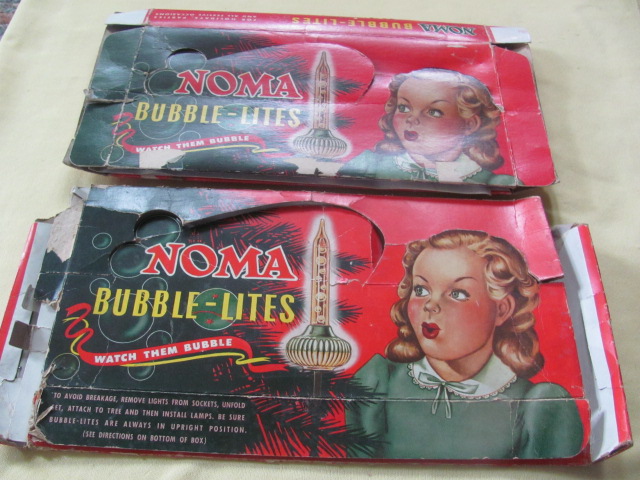 NOMA
BUBBLE-LITES
NOMA
BUBBLE-LITES
WATCH THEM BUBBLE
NOMA
BUBBLE-LITES
WATCH THEM BUBBLE
TO AVOID BREAKAGE, REMOVE LIGHTS FROM SOCKETS, UNFOLD
ATTACH TO TREE AND THEN INSTALL LAMPS. BE SURE
BUBBLE-LITES ARE ALWAYS IN UPRIGHT POSITION.
(SEE DIRECTIONS ON BOTTOM OF BOX)